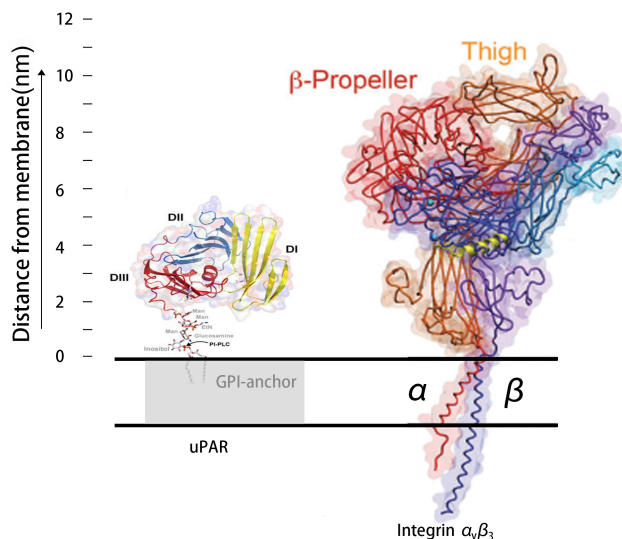 12
10
8
6
4
2
0
Distance from membrane(nm)
Thigh
β-Propeller
DII
DI
DIII
Man
Man
EtN
Man
Glucosamine
PI-PLC
Inositol
GPI-anchor
α
β
uPAR
Integrin αᵥβ₃